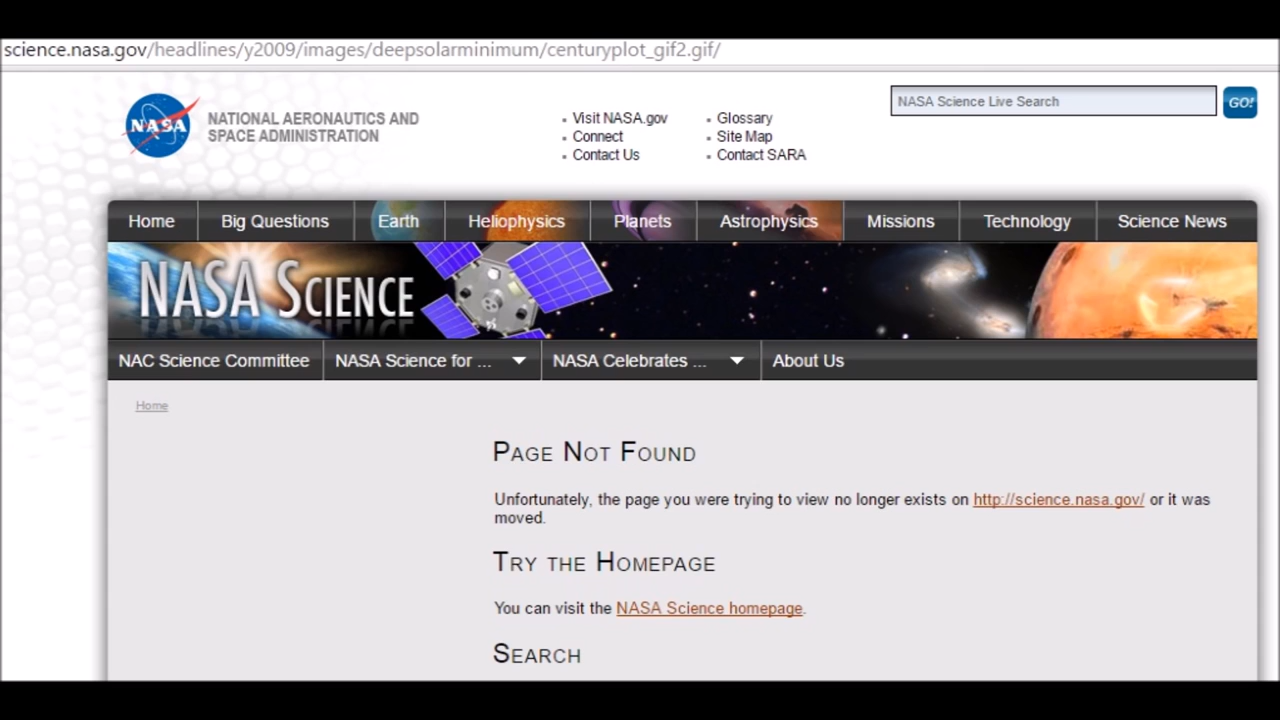 science.nasa.gov/headlines/y2009/images/deepsolarminimum/centuryplot_gif2.gif/
NASA
NATIONAL AERONAUTICS AND
SPACE ADMINISTRATION
Visit NASA.gov
Connect
Contact Us
Glossary
Site Map
Contact SARA
NASA Science Live Search
GO!
Home Big Questions Earth Heliophysics Planets Astrophysics Missions Technology Science News
NASA SCIENCE
NAC Science Committee NASA Science for ... NASA Celebrates ... About Us
Home
PAGE NOT FOUND
Unfortunately, the page you were trying to view no longer exists on http://science.nasa.gov/ or it was
moved.
TRY THE HOMEPAGE
You can visit the NASA Science homepage.
SEARCH